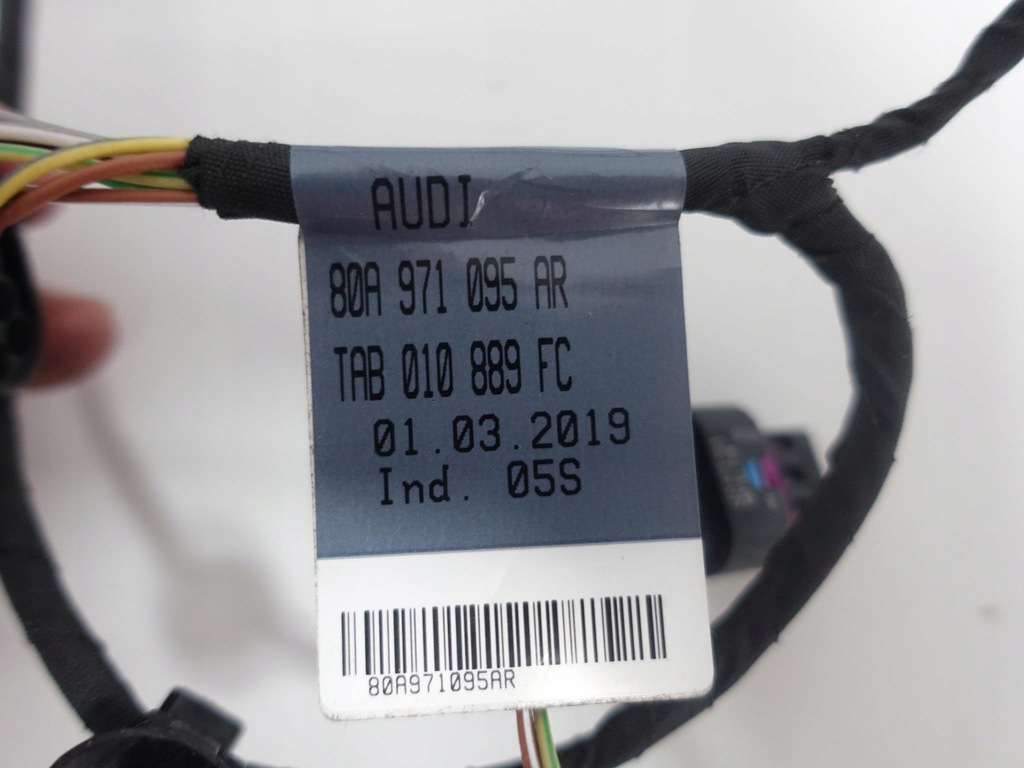 AUDI
80A 971 095 AR
TAB 010 889 FC
01.03.2019
Ind. 05S
80A971095AR